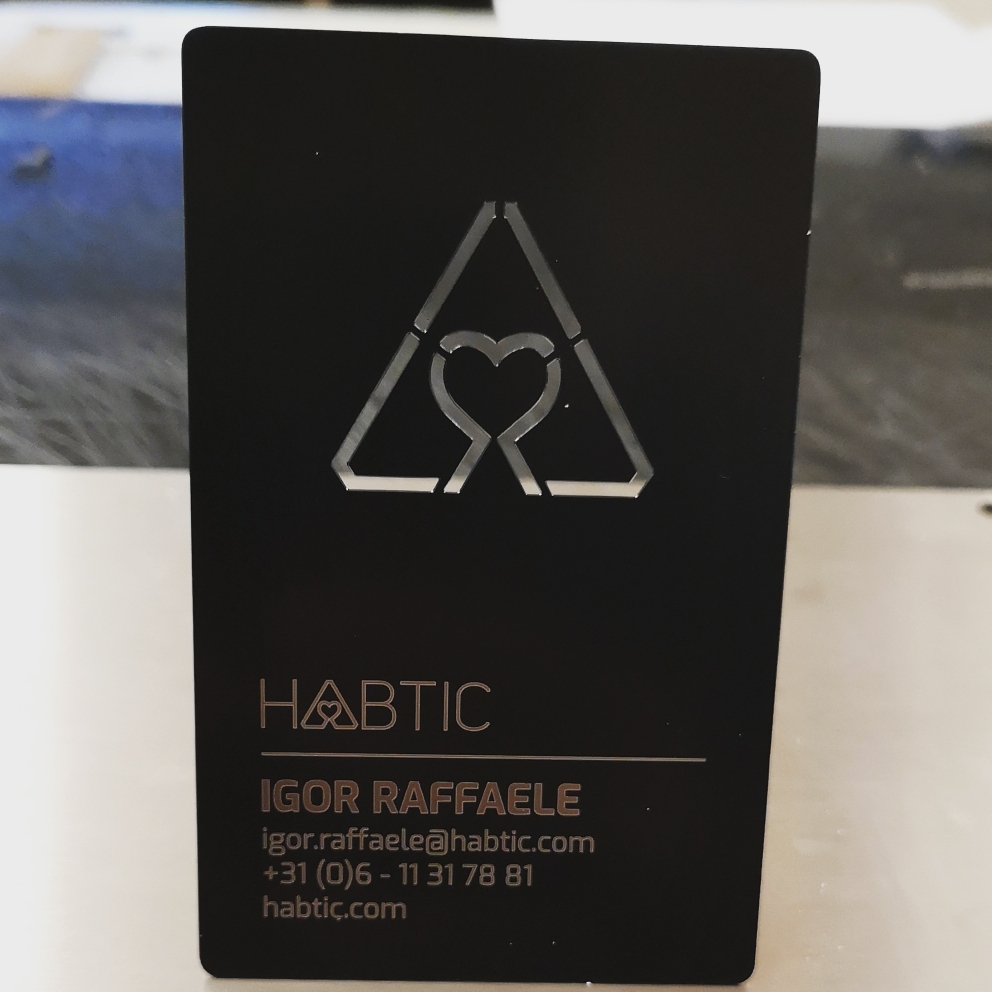 HABTIC
IGOR RAFFAELE
igor.raffaele@habtic.com
+31 (0)6 - 11 31 78 81
habtic.com